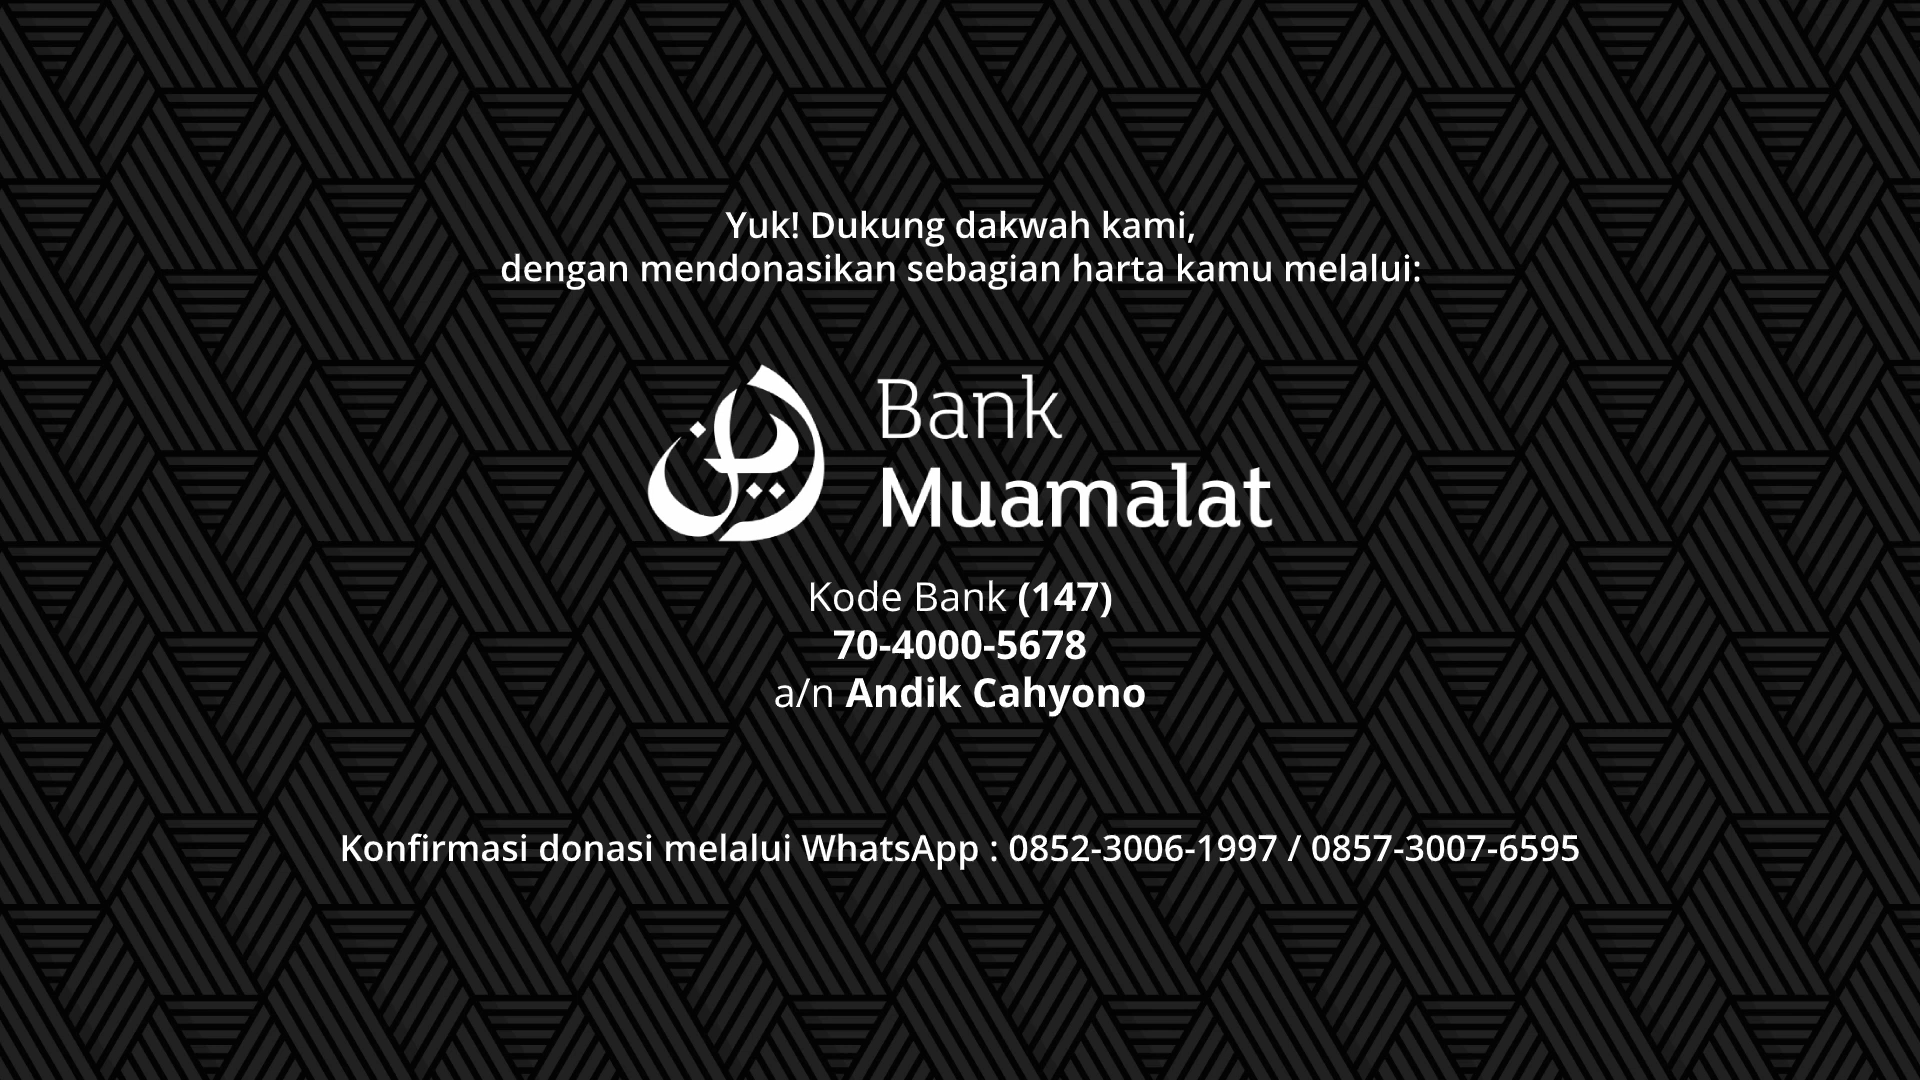 Yuk! Dukung dakwah kami,
dengan mendonasikan sebagian harta kamu melalui:
Bank
Muamalat
Kode Bank (147)
70-4000-5678
a/n Andik Cahyono
Konfirmasi donasi melalui WhatsApp : 0852-3006-1997 / 0857-3007-6595